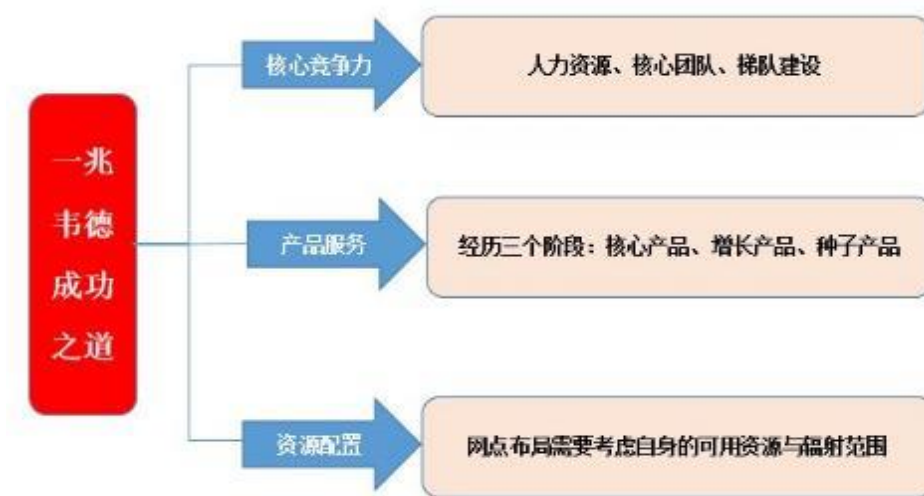 一兆
韦德
成功
之道
核心竞争力
人力资源、核心团队、梯队建设
产品服务
经历三个阶段：核心产品、增长产品、种子产品
资源配置
网点布局需要考虑自身的可用资源与辐射范围